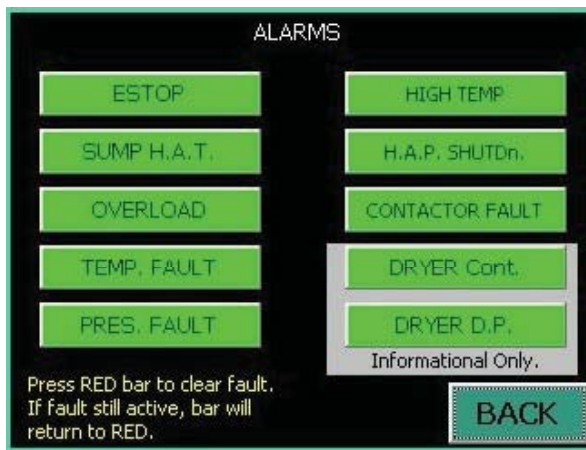 ALARMS
ESTOP
SUMP H.A.T.
OVERLOAD
TEMP. FAULT
PRES. FAULT
HIGH TEMP
H.A.P. SHUTDn.
CONTACTOR FAULT
DRYER Cont.
DRYER D.P.
Informational Only.
Press RED bar to clear fault.
If fault still active, bar will
return to RED.
BACK